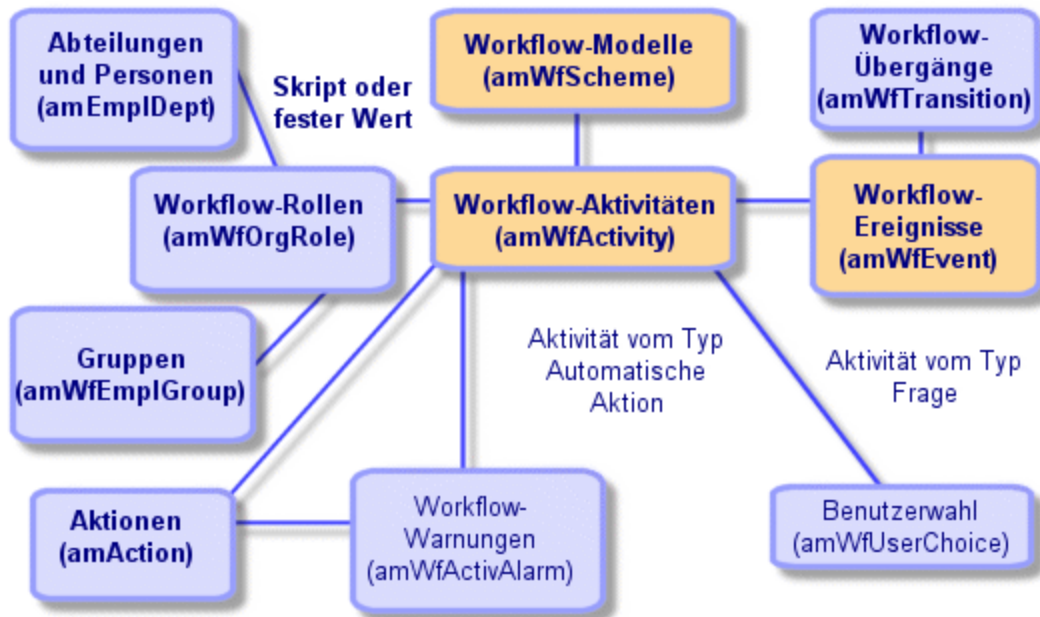 Abteilungen
und Personen
(amEmplDept)
Skript oder
fester Wert
Workflow-Modelle
(amWfScheme)
Workflow-
Übergänge
(amWfTransition)
Workflow-Rollen
(amWfOrgRole)
Workflow-Aktivitäten
(amWfActivity)
Workflow-
Ereignisse
(amWfEvent)
Gruppen
(amWfEmplGroup)
Aktivität vom Typ
Automatische
Aktion
Aktivität vom Typ
Frage
Aktionen
(amAction)
Workflow-
Warnungen
(amWfActivAlarm)
Benutzerwahl
(amWfUserChoice)